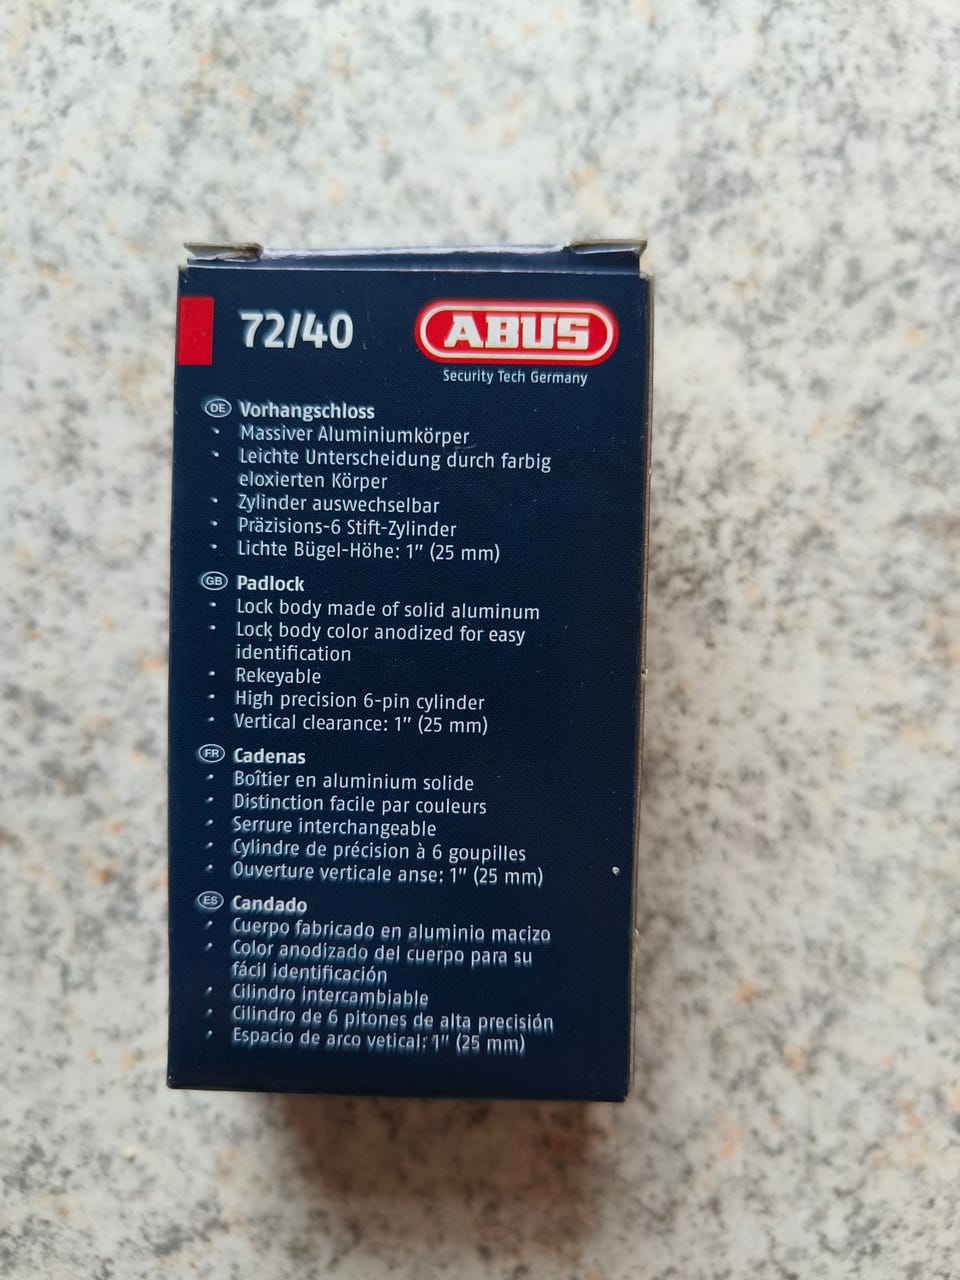 72/40
ABUS
Security Tech Germany
DE Vorhangschloss
• Massiver Aluminiumkörper
• Leichte Unterscheidung durch farbig
eloxierten Körper
• Zylinder auswechselbar
• Präzisions-6 Stift-Zylinder
• Lichte Bügel-Höhe: 1" (25 mm)
GB Padlock
• Lock body made of solid aluminum
• Lock body color anodized for easy
identification
• Rekeyable
• High precision 6-pin cylinder
• Vertical clearance: 1" (25 mm)
FR Cadenas
• Boîtier en aluminium solide
• Distinction facile par couleurs
• Serrure interchangeable
• Cylindre de précision à 6 goupilles
• Ouverture verticale anse: 1" (25 mm)
ES Candado
• Cuerpo fabricado en aluminio macizo
• Color anodizado del cuerpo para su
fácil identificación
• Cilindro intercambiable
• Cilindro de 6 pitones de alta precisión
• Espacio de arco vetical: 1" (25 mm)